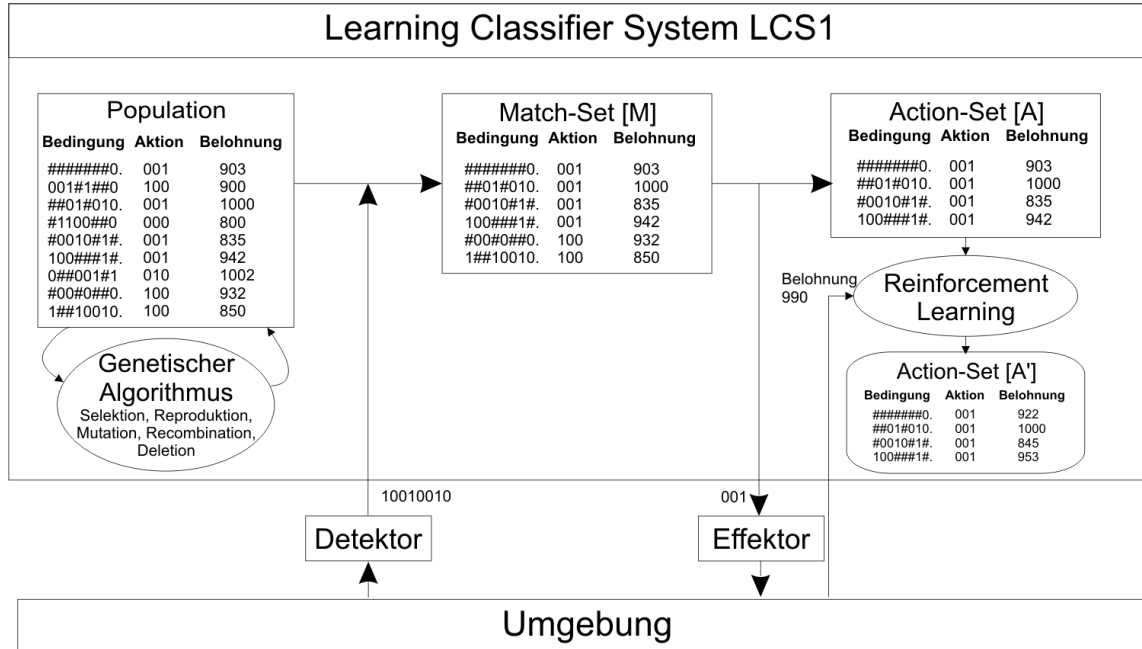 Learning Classifier System LCS1
Population
Bedingung Aktion Belohnung
#######0. 001 903
001#1##0 100 900
##01#010. 001 1000
#1100##0 000 800
#0010#1#. 001 835
100###1#. 001 942
0##001#1 010 1002
#00#0##0. 100 932
1##10010. 100 850
Genetischer
Algorithmus
Selektion, Reproduktion,
Mutation, Recombination,
Deletion
Match-Set [M]
Bedingung Aktion Belohnung
#######0. 001 903
##01#010. 001 1000
#0010#1#. 001 835
100###1#. 001 942
#00#0##0. 100 932
1##10010. 100 850
Action-Set [A]
Bedingung Aktion Belohnung
#######0. 001 903
##01#010. 001 1000
#0010#1#. 001 835
100###1#. 001 942
Belohnung
990
Reinforcement
Learning
Action-Set [A']
Bedingung Aktion Belohnung
#######0. 001 922
##01#010. 001 1000
#0010#1#. 001 845
100###1#. 001 953
10010010
001
Detektor
Effektor
Umgebung